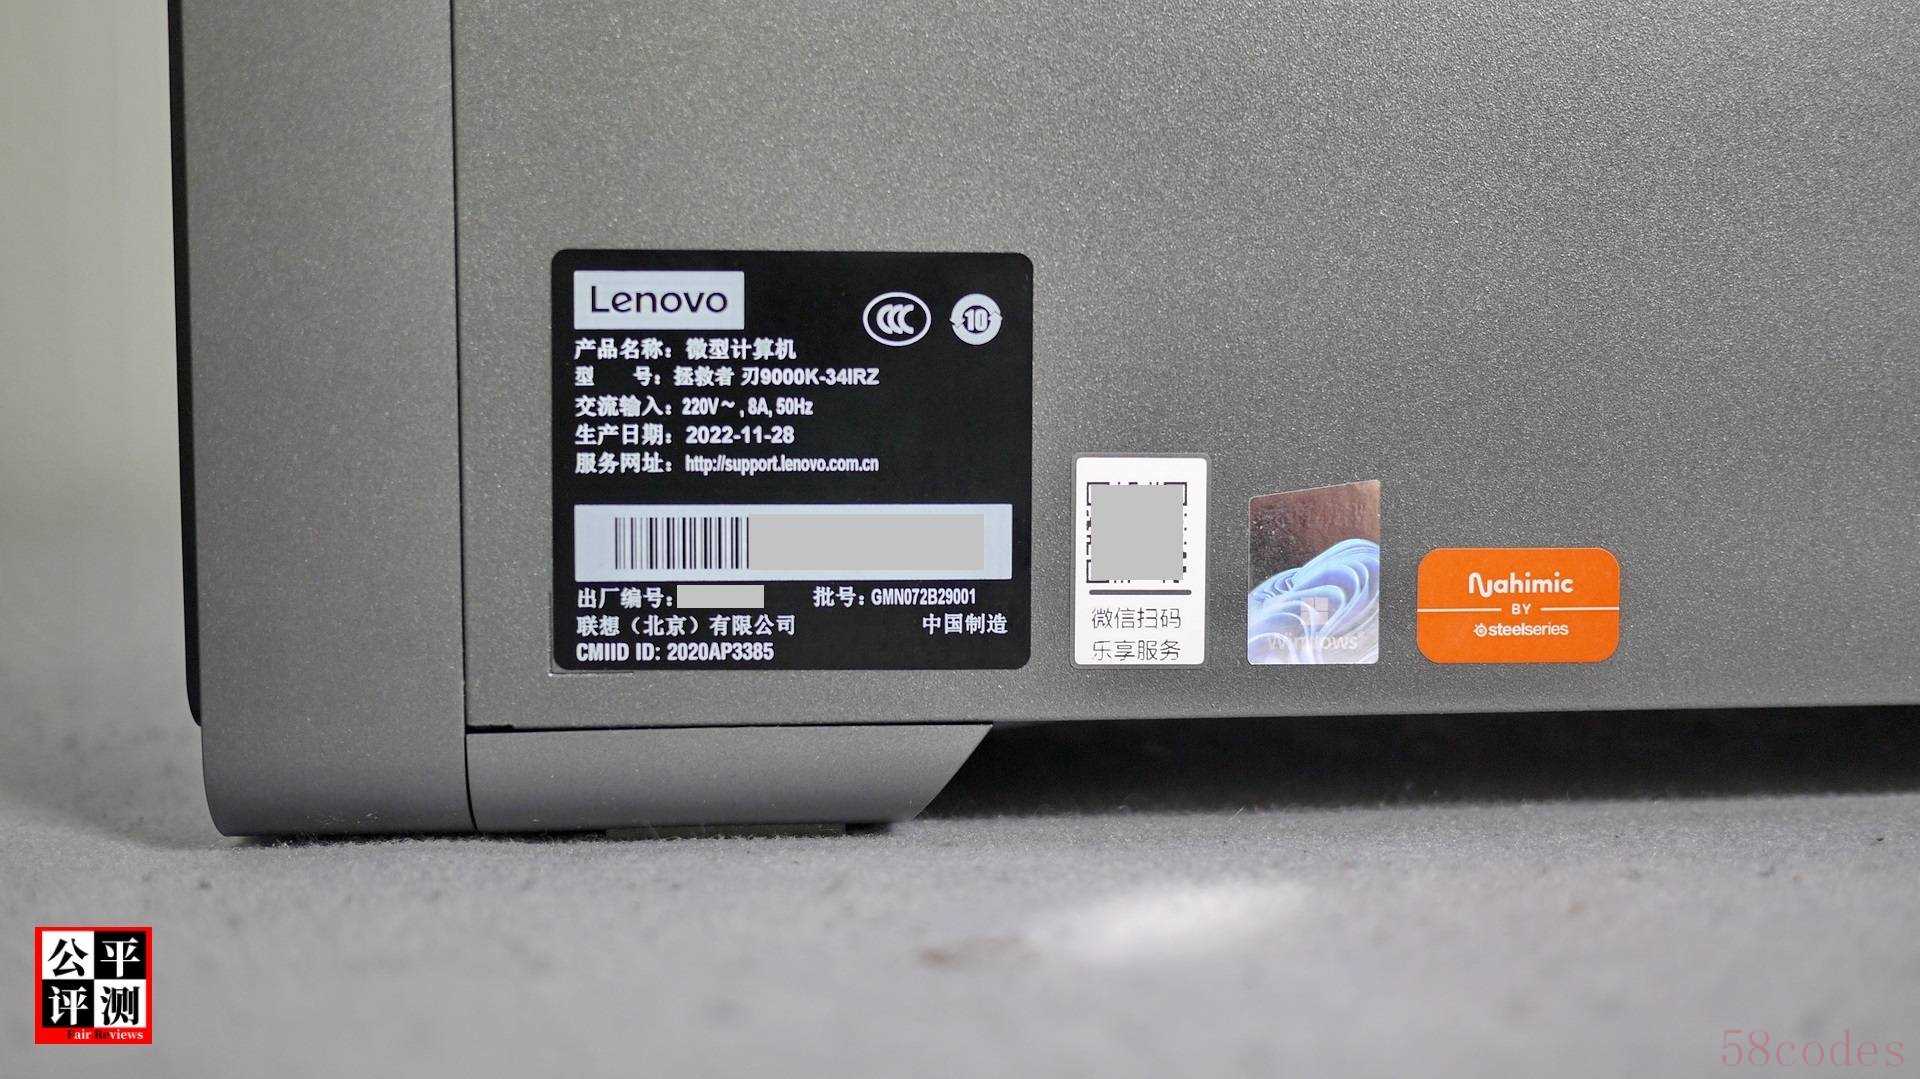 Lenovo
10
产品名称：微型计算机
型 号：拯救者 刃9000K-34IRZ
交流输入：220V～, 8A, 50Hz
生产日期：2022-11-28
服务网址：http://support.lenovo.com.cn
出厂编号： 批号：GMN072B29001
联想（北京）有限公司 中国制造
CMIID ID: 2020AP3385
微信扫码
乐享服务
Windows
Nahimic
BY
steelseries
公平
评测
Fair Reviews
58codes